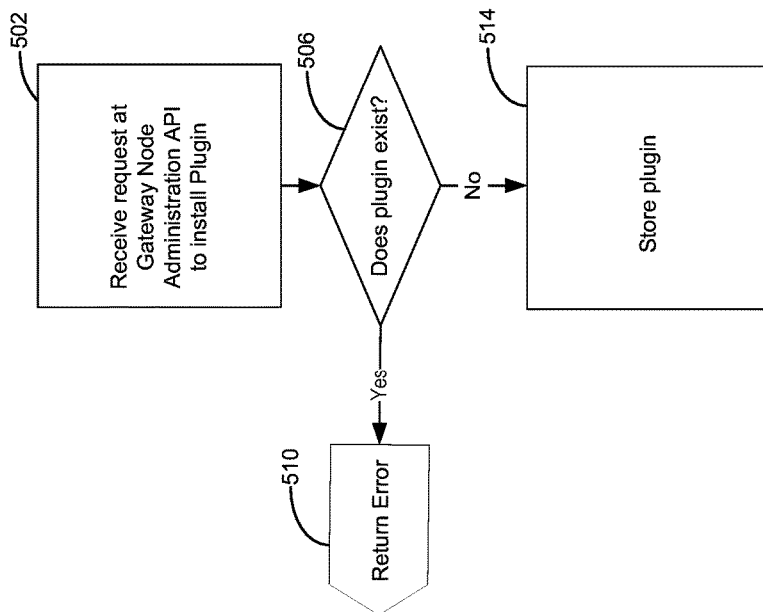 502
Receive request at
Gateway Node
Administration API
to install Plugin
506
Does plugin exist?
Yes
510
Return Error
No
514
Store plugin